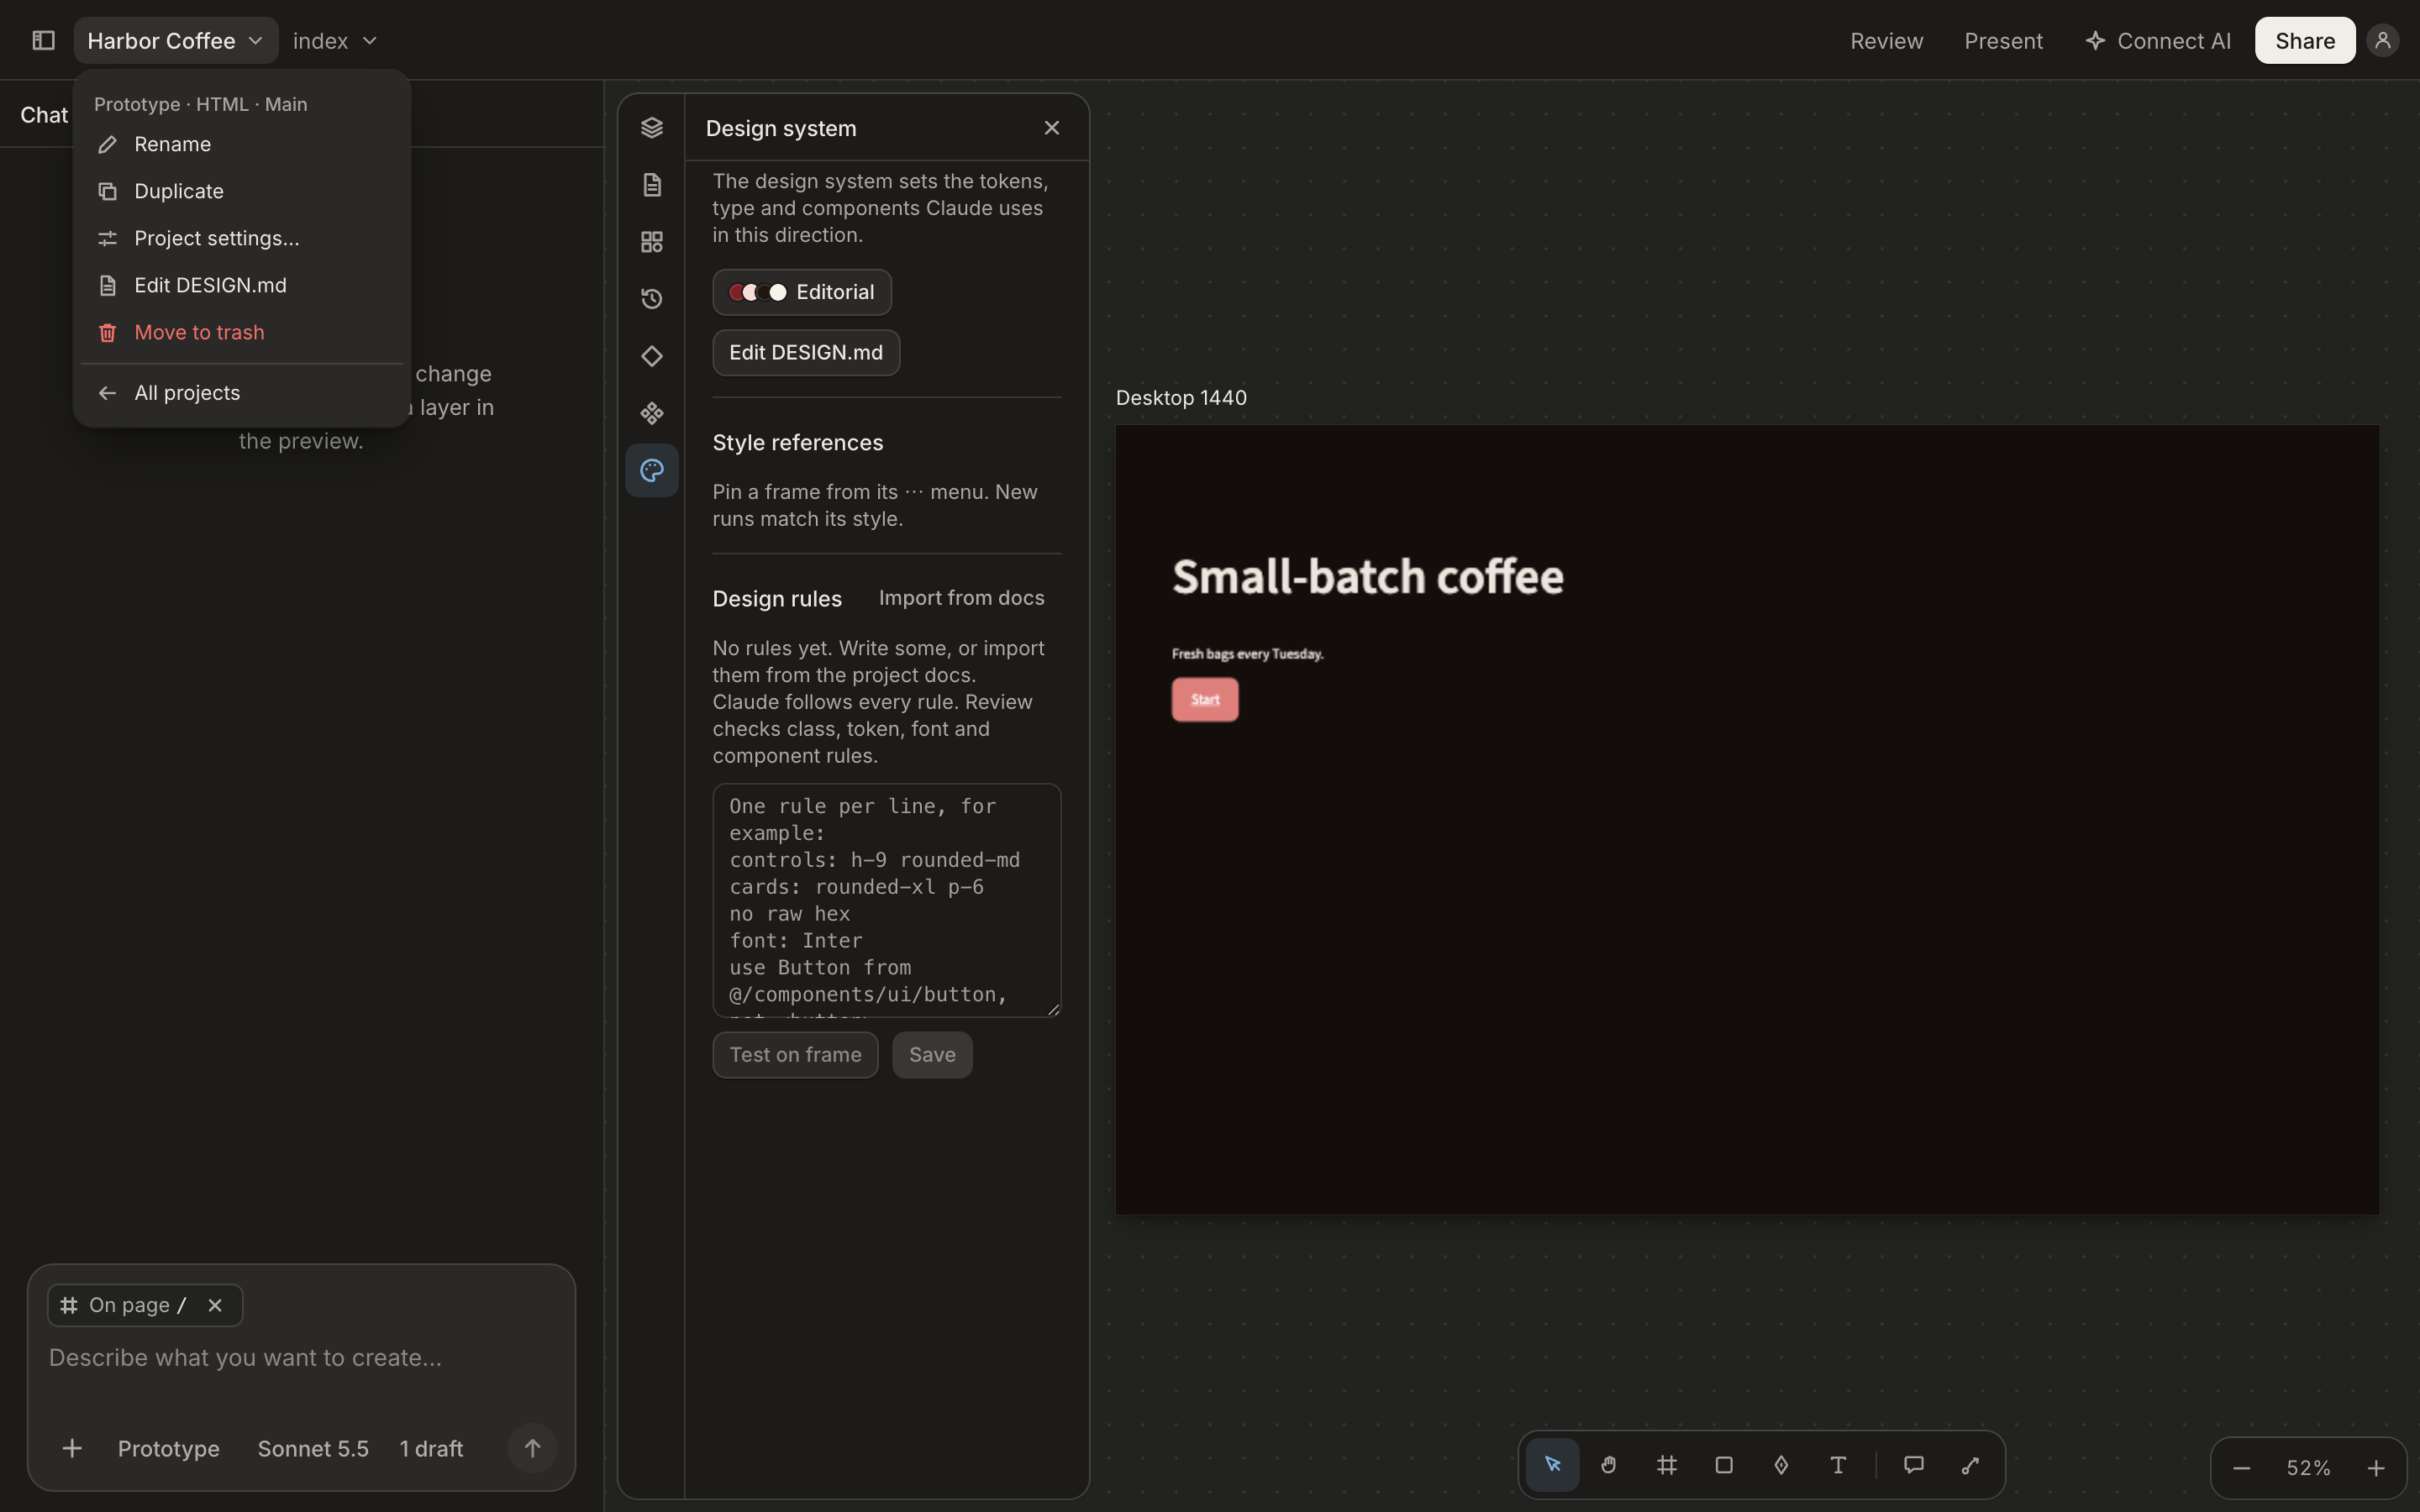 Harbor Coffee
index
Review
Present
Connect AI
Share
Chat
Prototype · HTML · Main
Rename
Duplicate
Project settings...
Edit DESIGN.md
Move to trash
All projects
change
layer in
the preview.
Design system
The design system sets the tokens,
type and components Claude uses
in this direction.
Editorial
Edit DESIGN.md
Style references
Pin a frame from its ··· menu. New
runs match its style.
Design rules
Import from docs
No rules yet. Write some, or import
them from the project docs.
Claude follows every rule. Review
checks class, token, font and
component rules.
One rule per line, for
example:
controls: h-9 rounded-md
cards: rounded-xl p-6
no raw hex
font: Inter
use Button from
@/components/ui/button,
Test on frame
Save
Desktop 1440
Small-batch coffee
Fresh bags every Tuesday.
Start
On page /
Describe what you want to create...
Prototype
Sonnet 5.5
1 draft
52%